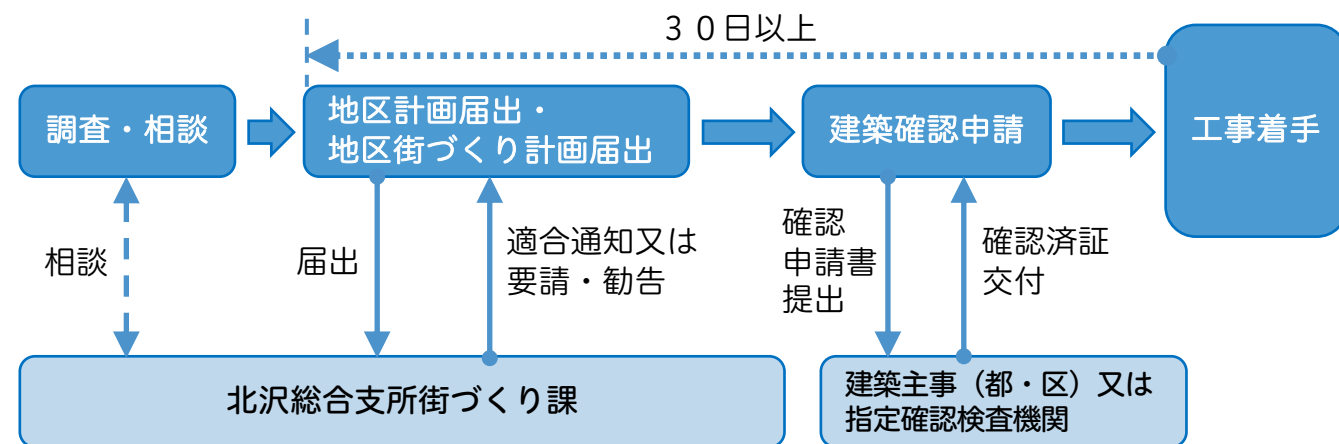 ３０日以上
調査・相談
地区計画届出・
地区街づくり計画届出
建築確認申請
工事着手
相談
届出
適合通知又は
要請・勧告
確認
申請書
提出
確認済証
交付
北沢総合支所街づくり課
建築主事（都・区）又は
指定確認検査機関